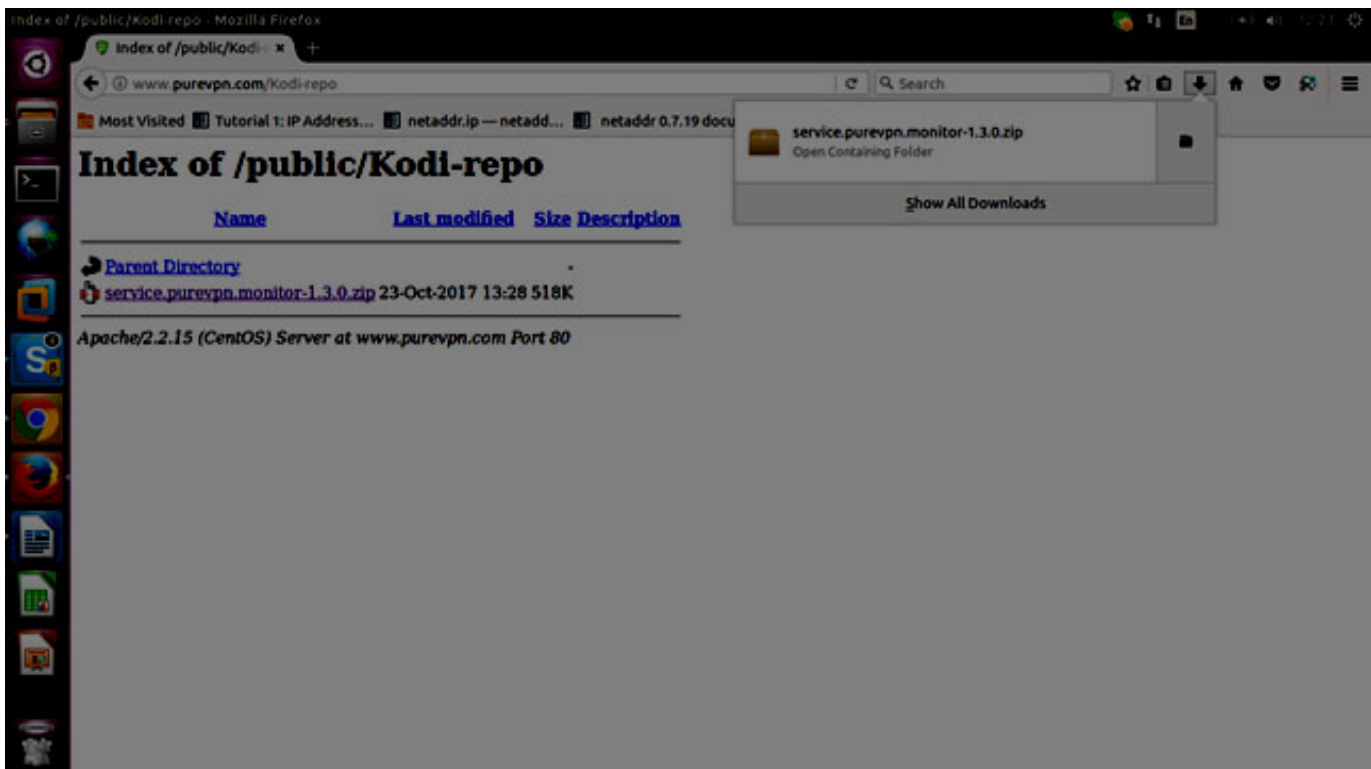 Index of /public/Kodi-repo - Mozilla Firefox
En
Index of /public/Kodi-
www.purevpn.com/Kodi-repo
Search
Most Visited Tutorial 1: IP Address... netaddr.ip — netadd... netaddr 0.7.19 docu
service.purevpn.monitor-1.3.0.zip
Open Containing Folder
Show All Downloads
Index of /public/Kodi-repo
Name Last modified Size Description
Parent Directory -
service.purevpn.monitor-1.3.0.zip 23-Oct-2017 13:28 518K
Apache/2.2.15 (CentOS) Server at www.purevpn.com Port 80